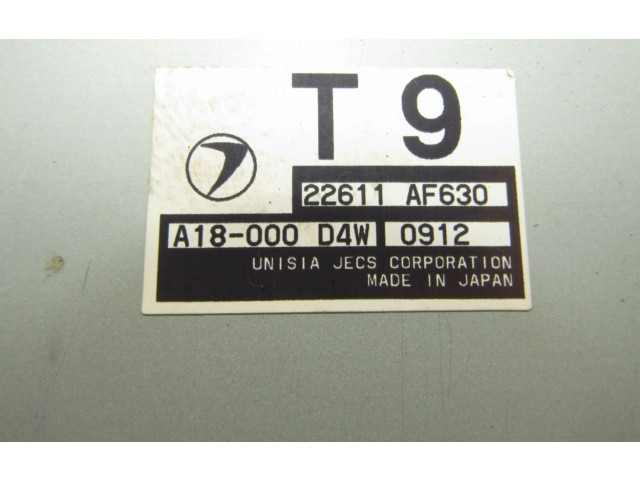 T 9
22611 AF630
A18-000 D4W 0912
UNISIA JECS CORPORATION
MADE IN JAPAN